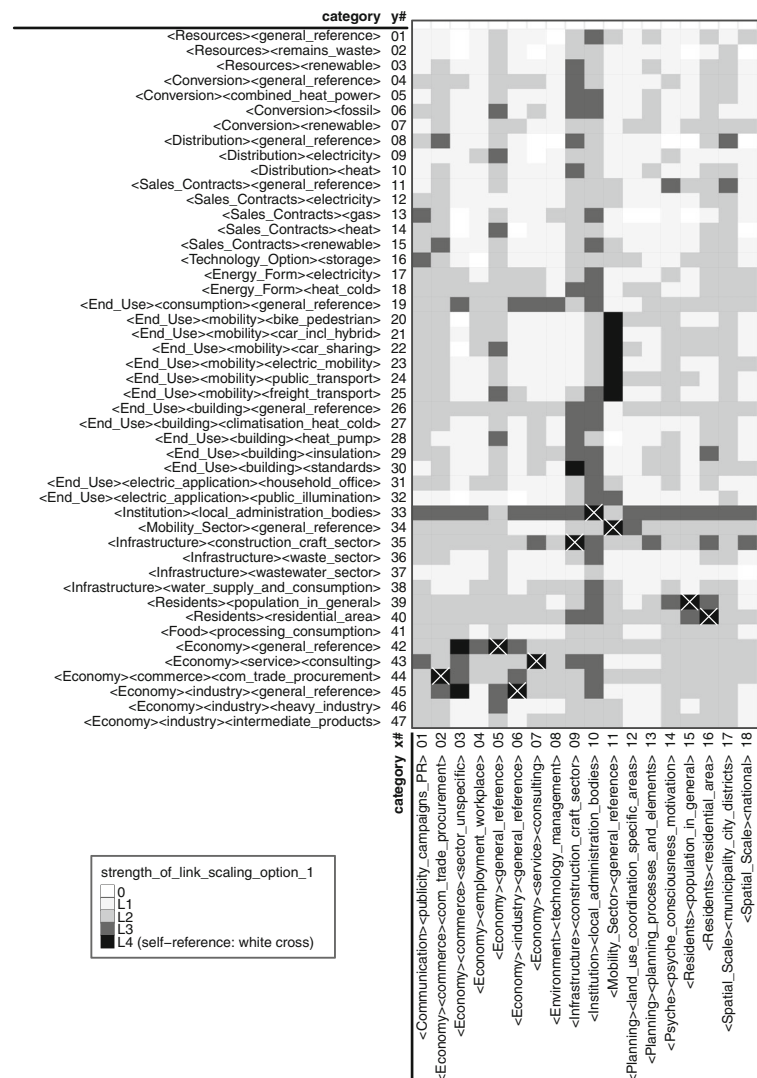 category y#
<Resources><general_reference> 01
<Resources><remains_waste> 02
<Resources><renewable> 03
<Conversion><general_reference> 04
<Conversion><combined_heat_power> 05
<Conversion><fossil> 06
<Conversion><renewable> 07
<Distribution><general_reference> 08
<Distribution><electricity> 09
<Distribution><heat> 10
<Sales_Contracts><general_reference> 11
<Sales_Contracts><electricity> 12
<Sales_Contracts><gas> 13
<Sales_Contracts><heat> 14
<Sales_Contracts><renewable> 15
<Technology_Option><storage> 16
<Energy_Form><electricity> 17
<Energy_Form><heat_cold> 18
<End_Use><consumption><general_reference> 19
<End_Use><mobility><bike_pedestrian> 20
<End_Use><mobility><car_incl_hybrid> 21
<End_Use><mobility><car_sharing> 22
<End_Use><mobility><electric_mobility> 23
<End_Use><mobility><public_transport> 24
<End_Use><mobility><freight_transport> 25
<End_Use><building><general_reference> 26
<End_Use><building><climatisation_heat_cold> 27
<End_Use><building><heat_pump> 28
<End_Use><building><insulation> 29
<End_Use><building><standards> 30
<End_Use><electric_application><household_office> 31
<End_Use><electric_application><public_illumination> 32
<Institution><local_administration_bodies> 33
<Mobility_Sector><general_reference> 34
<Infrastructure><construction_craft_sector> 35
<Infrastructure><waste_sector> 36
<Infrastructure><wastewater_sector> 37
<Infrastructure><water_supply_and_consumption> 38
<Residents><population_in_general> 39
<Residents><residential_area> 40
<Food><processing_consumption> 41
<Economy><general_reference> 42
<Economy><service><consulting> 43
<Economy><commerce><com_trade_procurement> 44
<Economy><industry><general_reference> 45
<Economy><industry><heavy_industry> 46
<Economy><industry><intermediate_products> 47
category x#
<Communication><publicity_campaigns_PR> 01
<Economy><commerce><com_trade_procurement> 02
<Economy><commerce><sector_unspecific> 03
<Economy><employment_workplace> 04
<Economy><general_reference> 05
<Economy><industry><general_reference> 06
<Economy><service><consulting> 07
<Environment><technology_management> 08
<Infrastructure><construction_craft_sector> 09
<Institution><local_administration_bodies> 10
<Mobility_Sector><general_reference> 11
<Planning><land_use_coordination_specific_areas> 12
<Planning><planning_processes_and_elements> 13
<Psyche><psyche_consciousness_motivation> 14
<Residents><population_in_general> 15
<Residents><residential_area> 16
<Spatial_Scale><municipality_city_districts> 17
<Spatial_Scale><national> 18
strength_of_link_scaling_option_1
0
L1
L2
L3
L4 (self-reference: white cross)